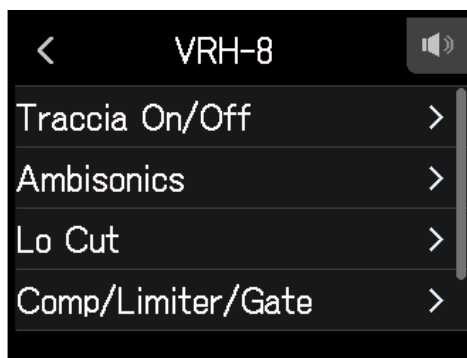 VRH-8
Traccia On/Off
Ambisonics
Lo Cut
Comp/Limiter/Gate